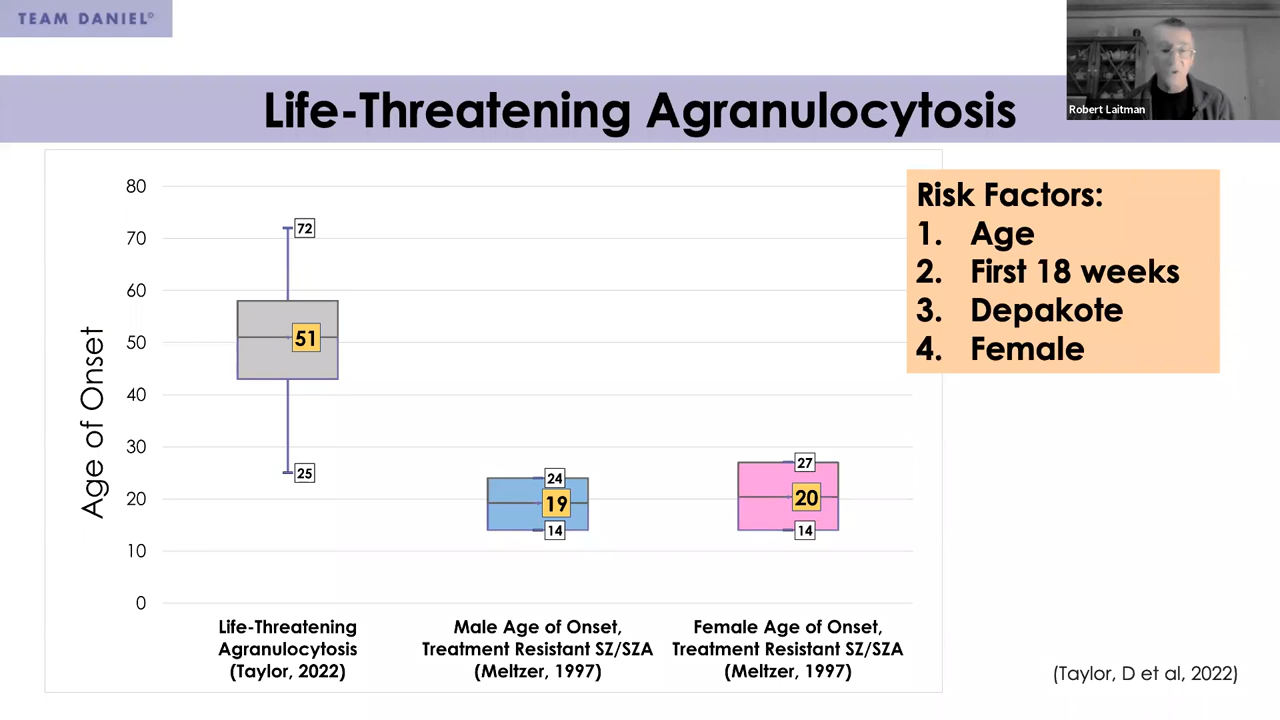 TEAM DANIEL©
Robert Laitman
Life-Threatening Agranulocytosis
Age of Onset
80
70
60
50
40
30
20
10
0
72
51
25
24
19
14
27
20
14
Life-Threatening
Agranulocytosis
(Taylor, 2022)
Male Age of Onset,
Treatment Resistant SZ/SZA
(Meltzer, 1997)
Female Age of Onset,
Treatment Resistant SZ/SZA
(Meltzer, 1997)
Risk Factors:
1. Age
2. First 18 weeks
3. Depakote
4. Female
(Taylor, D et al, 2022)